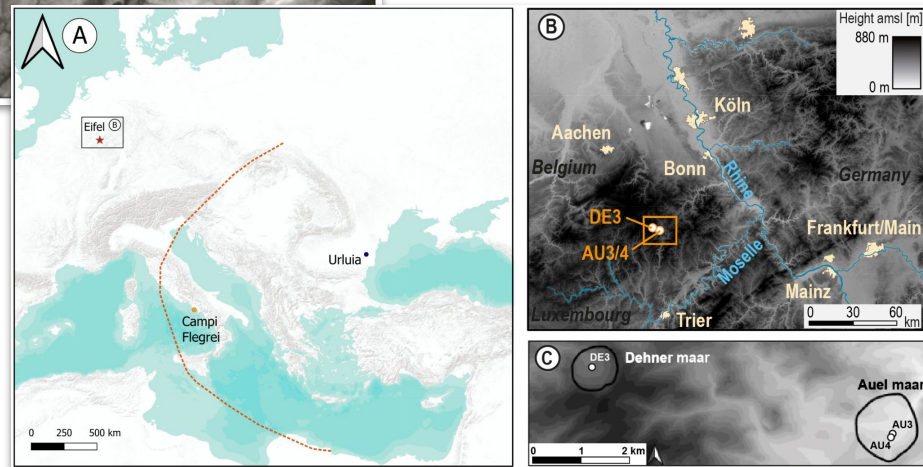 A
Eifel B
Urluia
Campi
Flegrei
0 250 500 km
B
Height amsl [m]
880 m
0 m
Köln
Aachen
Belgium
Bonn
Rhine
Germany
DE3
AU3/4
Moselle
Frankfurt/Main
Mainz
Luxembourg
Trier
0 30 60
km
C
DE3
Dehner maar
Auel maar
AU3
AU4
0 1 2 km